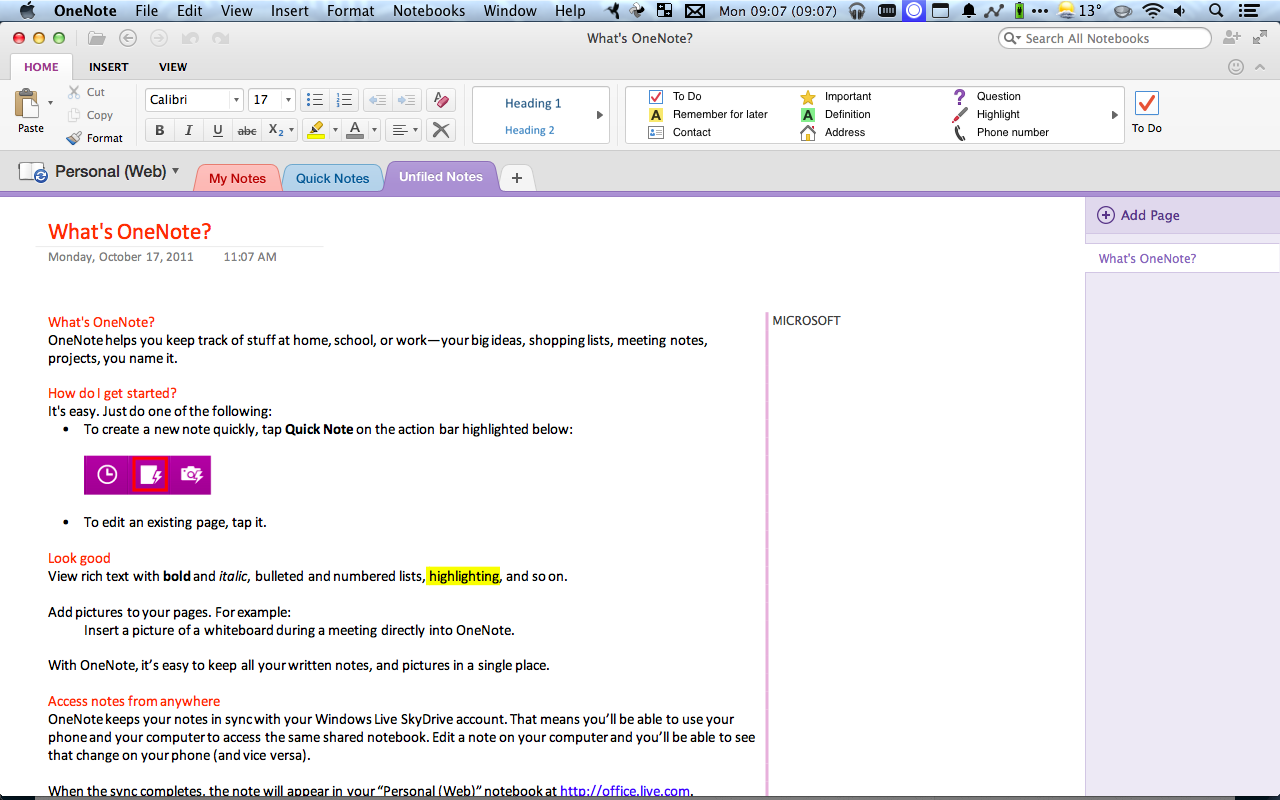 OneNote File Edit View Insert Format Notebooks Window Help Mon 09:07 (09:07) 13°
What's OneNote?
Search All Notebooks
HOME INSERT VIEW
Paste
Cut
Copy
Format
Calibri 17
B I U abc X₂ A
Heading 1
Heading 2
To Do Important Question
Remember for later Definition Highlight
Contact Address Phone number
To Do
Personal (Web) My Notes Quick Notes Unfiled Notes +
Add Page
What's OneNote?
What's OneNote?
Monday, October 17, 2011 11:07 AM
What's OneNote?
OneNote helps you keep track of stuff at home, school, or work—your big ideas, shopping lists, meeting notes,
projects, you name it.
MICROSOFT
How do I get started?
It's easy. Just do one of the following:
• To create a new note quickly, tap Quick Note on the action bar highlighted below:
• To edit an existing page, tap it.
Look good
View rich text with bold and italic, bulleted and numbered lists, highlighting, and so on.
Add pictures to your pages. For example:
Insert a picture of a whiteboard during a meeting directly into OneNote.
With OneNote, it’s easy to keep all your written notes, and pictures in a single place.
Access notes from anywhere
OneNote keeps your notes in sync with your Windows Live SkyDrive account. That means you’ll be able to use your
phone and your computer to access the same shared notebook. Edit a note on your computer and you’ll be able to see
that change on your phone (and vice versa).
When the sync completes, the note will appear in your “Personal (Web)” notebook at http://office.live.com.